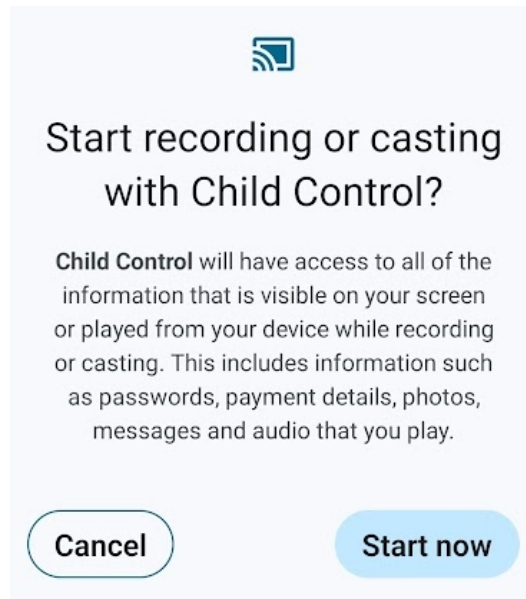 Start recording or casting
with Child Control?
Child Control will have access to all of the
information that is visible on your screen
or played from your device while recording
or casting. This includes information such
as passwords, payment details, photos,
messages and audio that you play.
Cancel
Start now